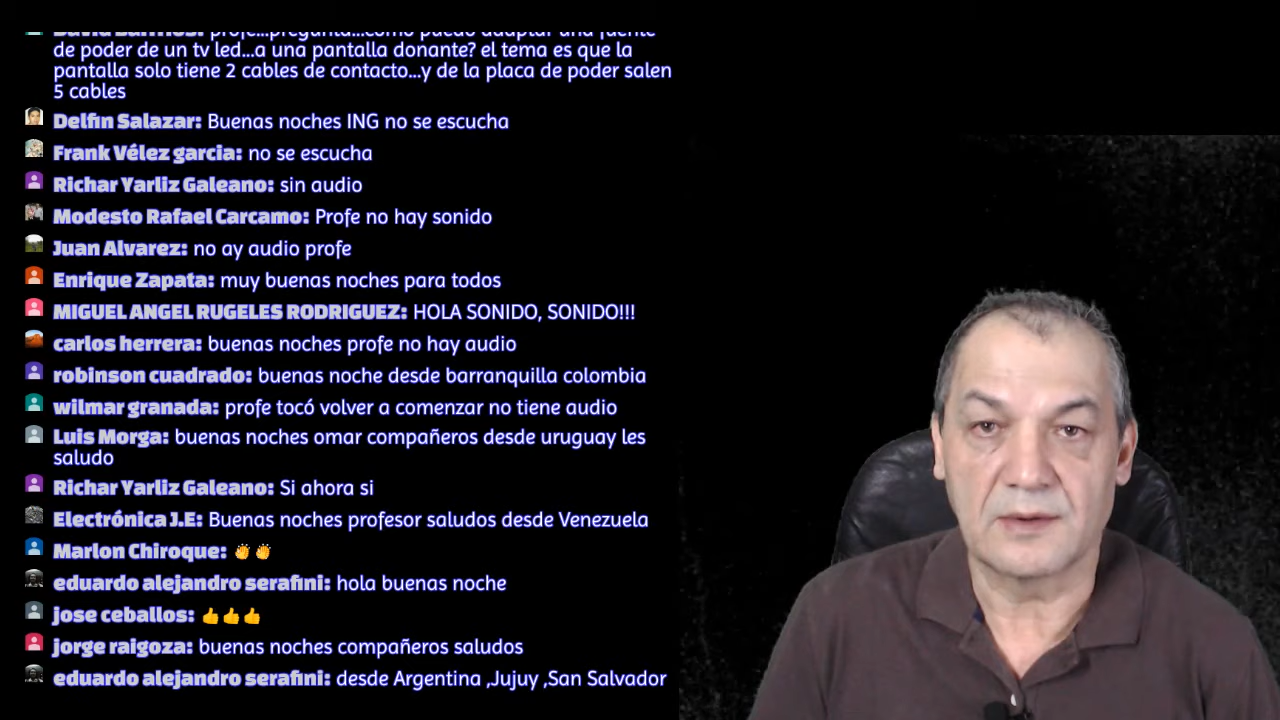 profe...pregunta...como puedo adaptar una fuente
de poder de un tv led...a una pantalla donante? el tema es que la
pantalla solo tiene 2 cables de contacto...y de la placa de poder salen
5 cables
Delfin Salazar: Buenas noches ING no se escucha
Frank Vélez garcia: no se escucha
Richar Yarliz Galeano: sin audio
Modesto Rafael Carcamo: Profe no hay sonido
Juan Alvarez: no ay audio profe
Enrique Zapata: muy buenas noches para todos
MIGUEL ANGEL RUGELES RODRIGUEZ: HOLA SONIDO, SONIDO!!!
carlos herrera: buenas noches profe no hay audio
robinson cuadrado: buenas noche desde barranquilla colombia
wilmar granada: profe tocó volver a comenzar no tiene audio
Luis Morga: buenas noches omar compañeros desde uruguay les
saludo
Richar Yarliz Galeano: Si ahora si
Electrónica J.E: Buenas noches profesor saludos desde Venezuela
Marlon Chiroque: 👏👏
eduardo alejandro serafini: hola buenas noche
jose ceballos: 👍👍👍
jorge raigoza: buenas noches compañeros saludos
eduardo alejandro serafini: desde Argentina ,Jujuy ,San Salvador